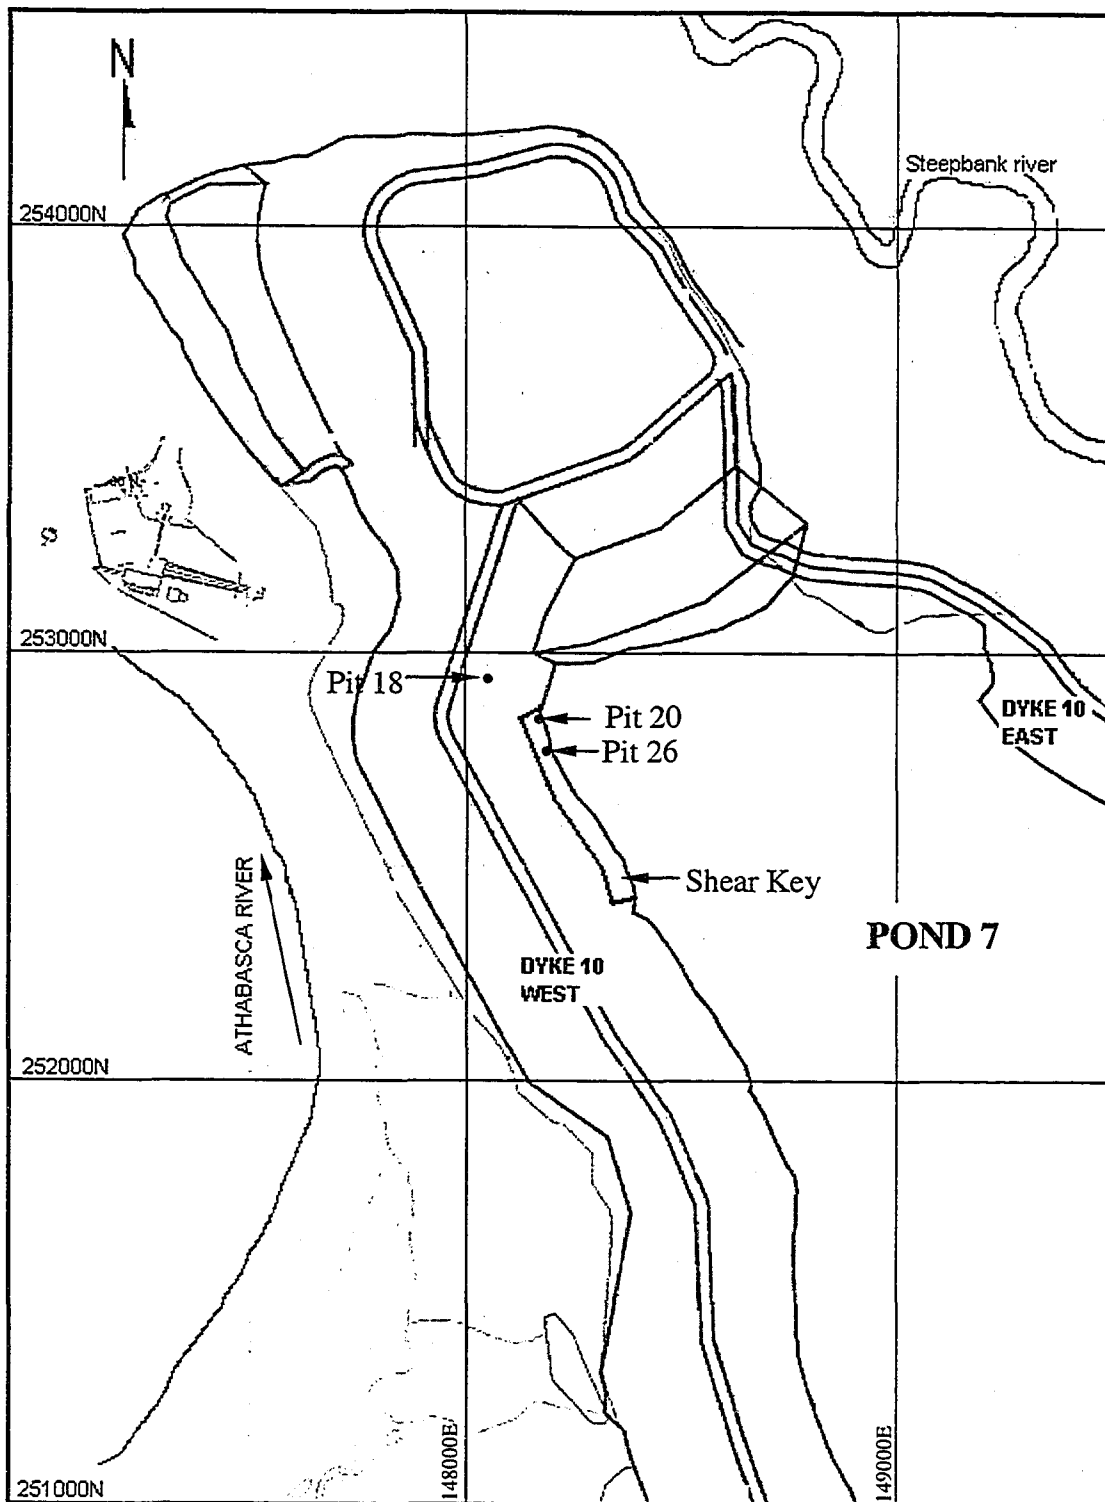 N
Steepbank river
254000N
253000N
Pit 18
Pit 20
Pit 26
DYKE 10
EAST
Shear Key
ATHABASCA RIVER
POND 7
DYKE 10
WEST
252000N
148000E
149000E
251000N